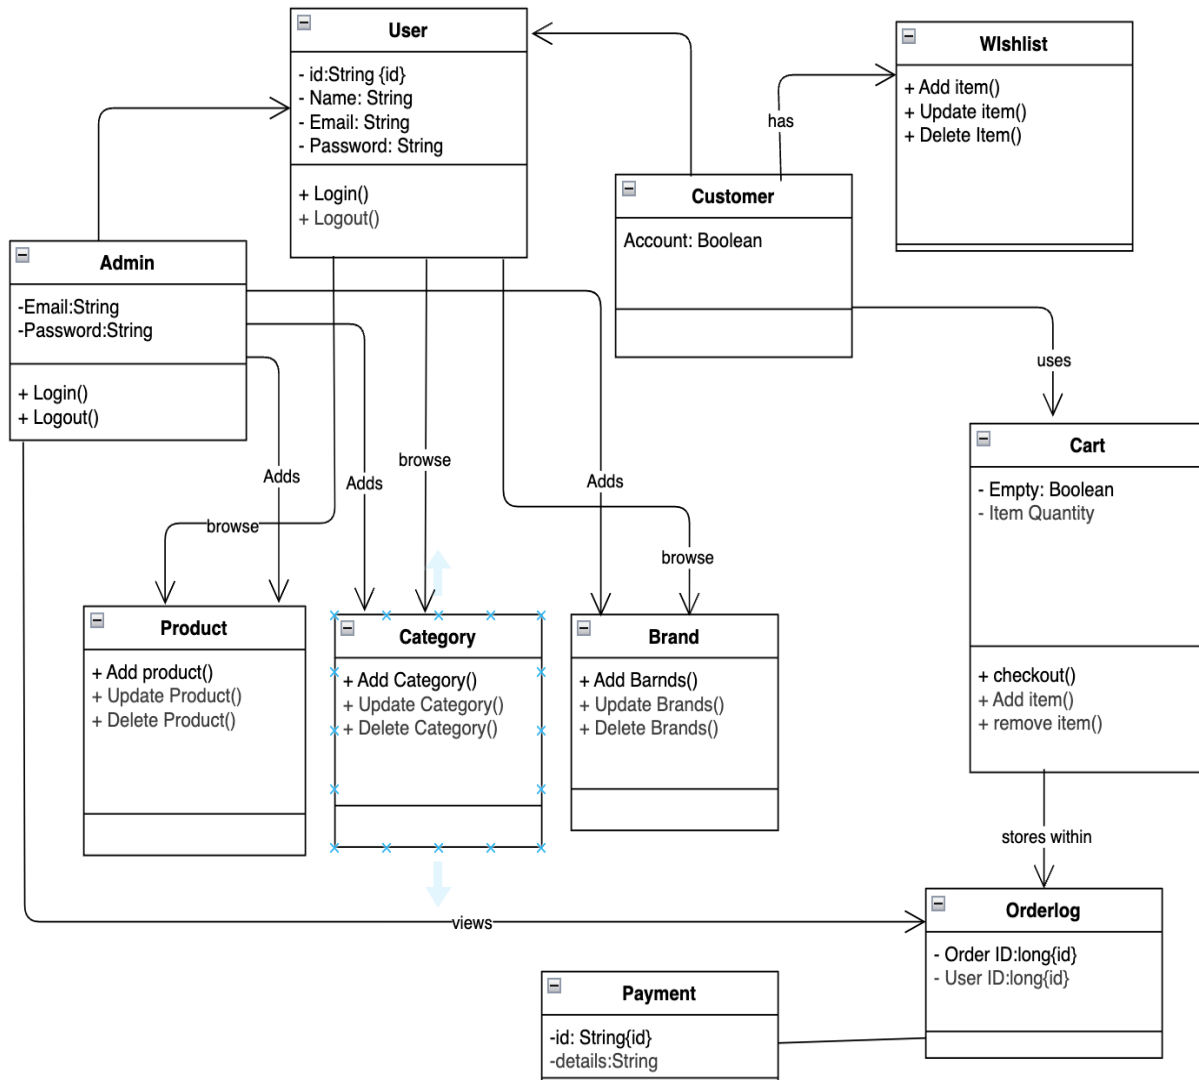 User
- id:String {id}
- Name: String
- Email: String
- Password: String
+ Login()
+ Logout()
WIshlist
+ Add item()
+ Update item()
+ Delete Item()
has
Customer
Account: Boolean
Admin
-Email:String
-Password:String
+ Login()
+ Logout()
uses
Cart
- Empty: Boolean
- Item Quantity
+ checkout()
+ Add item()
+ remove item()
Adds
Adds
browse
Adds
browse
browse
Product
+ Add product()
+ Update Product()
+ Delete Product()
Category
+ Add Category()
+ Update Category()
+ Delete Category()
Brand
+ Add Barnds()
+ Update Brands()
+ Delete Brands()
stores within
views
Orderlog
- Order ID:long{id}
- User ID:long{id}
Payment
-id: String{id}
-details:String